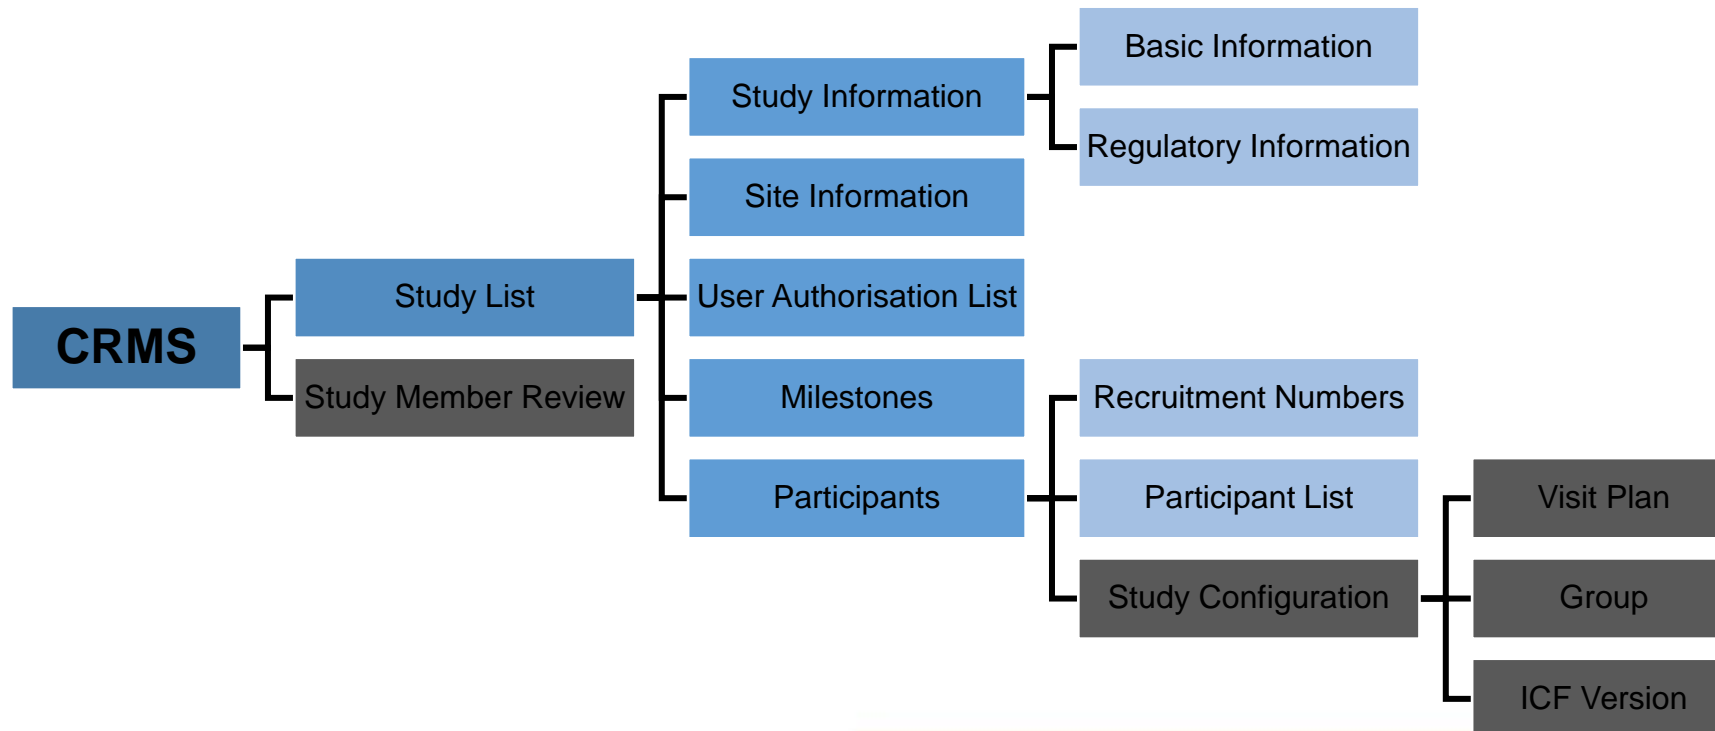 CRMS
Study List
Study Member Review
Study Information
Site Information
User Authorisation List
Milestones
Participants
Basic Information
Regulatory Information
Recruitment Numbers
Participant List
Study Configuration
Visit Plan
Group
ICF Version